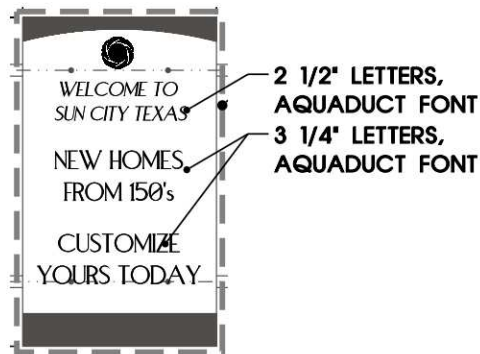 WELCOME TO
SUN CITY TEXAS
NEW HOMES
FROM 150's
CUSTOMIZE
YOURS TODAY
2 1/2" LETTERS,
AQUADUCT FONT
3 1/4" LETTERS,
AQUADUCT FONT